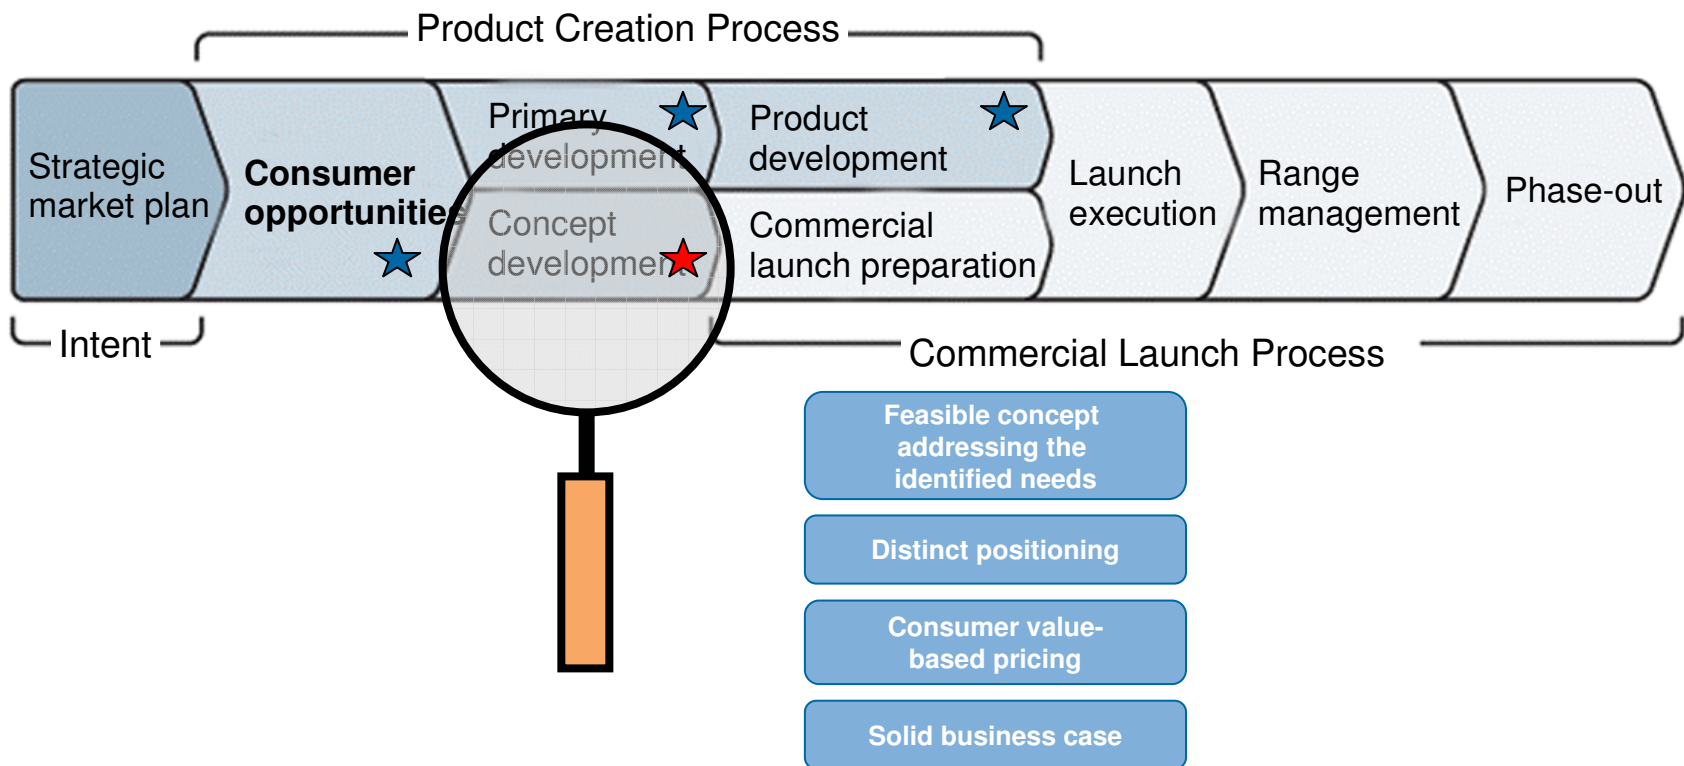 Product Creation Process
Strategic
market plan
Consumer
opportunities
Primary
development
Concept
development
Product
development
Commercial
launch preparation
Launch
execution
Range
management
Phase-out
Intent
Commercial Launch Process
Feasible concept
addressing the
identified needs
Distinct positioning
Consumer value-
based pricing
Solid business case